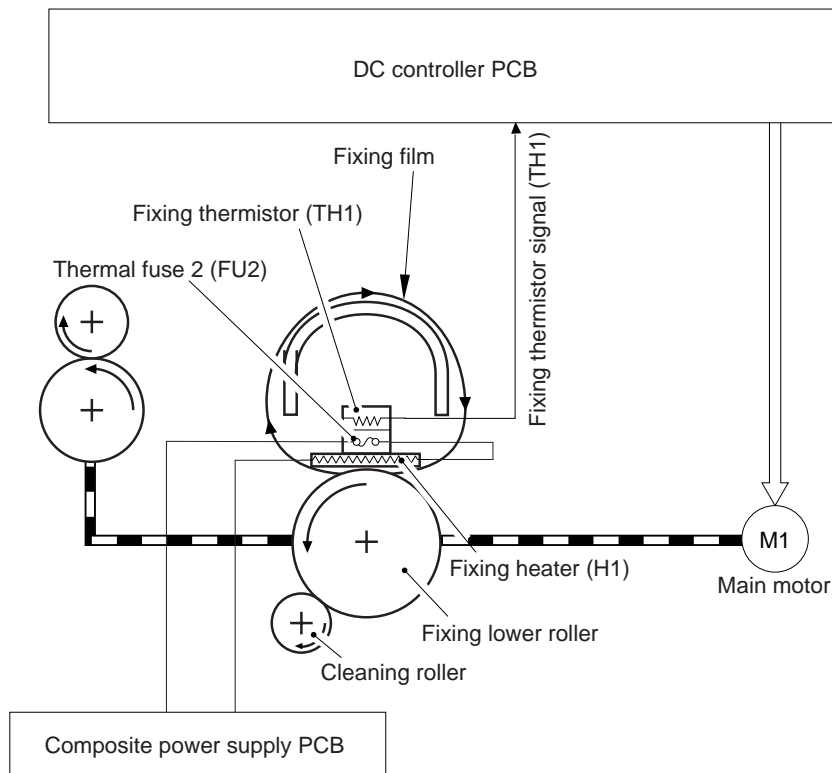 DC controller PCB
Fixing film
Fixing thermistor signal (TH1)
Fixing thermistor (TH1)
Thermal fuse 2 (FU2)
M1
Fixing heater (H1)
Main motor
Fixing lower roller
Cleaning roller
Composite power supply PCB